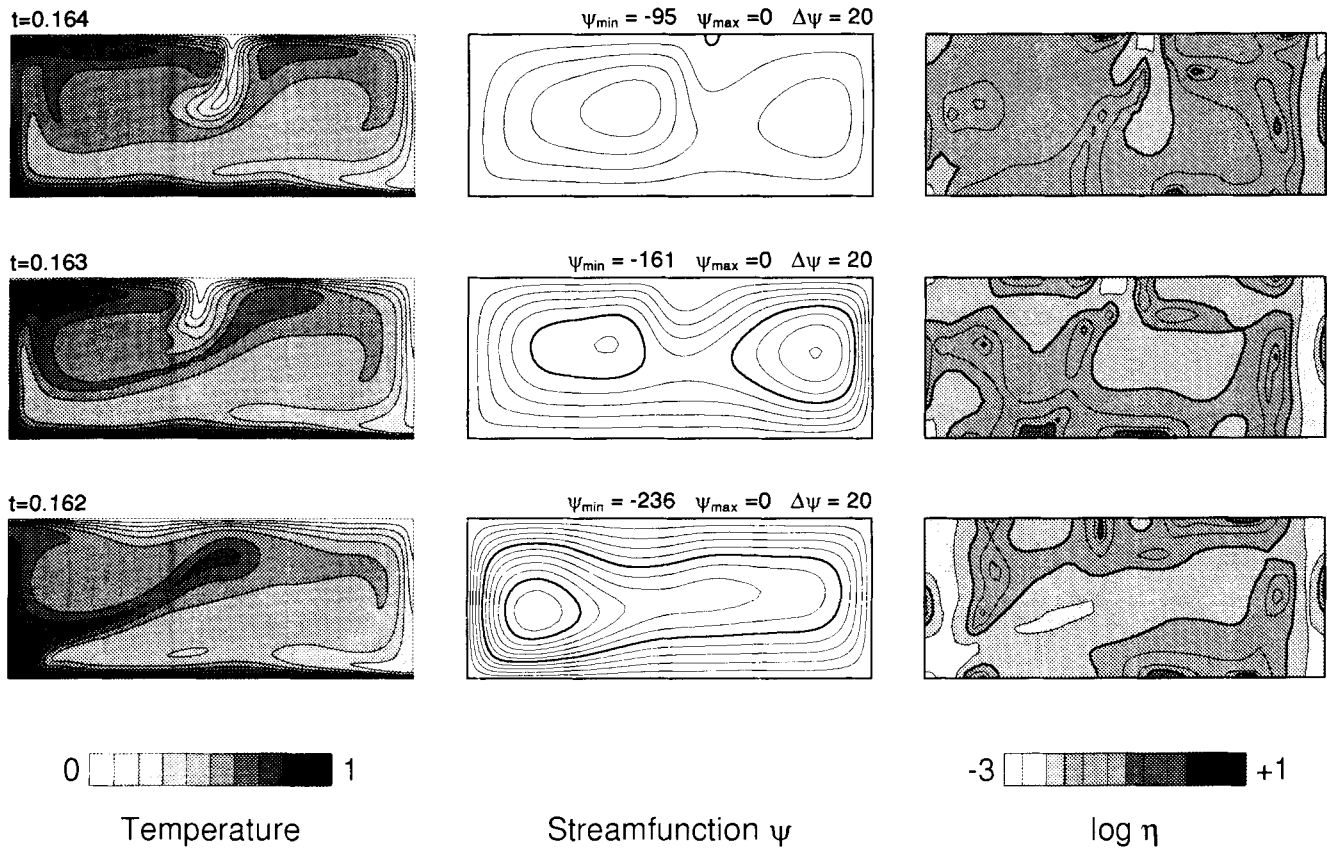 t=0.164
ψmin = -95 ψmax =0 Δψ = 20
t=0.163
ψmin = -161 ψmax =0 Δψ = 20
t=0.162
ψmin = -236 ψmax =0 Δψ = 20
0 1
-3 +1
Temperature
Streamfunction ψ
log η